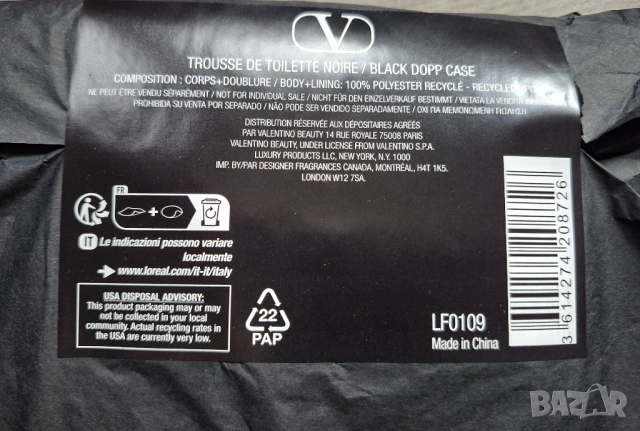 V
TROUSSE DE TOILETTE NOIRE / BLACK DOPP CASE
COMPOSITION : CORPS+DOUBLURE / BODY+LINING: 100% POLYESTER RECYCLÉ - RECYCLED
NE PEUT ÊTRE VENDU SÉPARÉMENT / NOT FOR INDIVIDUAL SALE / NICHT FÜR DEN EINZELVERKAUF BESTIMMT / VIETATA LA VENDITA
PROHIBIDA SU VENTA POR SEPARADO / NÃO PODE SER VENDIDO SEPARADAMENTE / ΟΧΙ ΓΙΑ ΜΕΜΟΝΩΜΕΝΗ ΠΩΛΗΣΗ.
DISTRIBUTION RÉSERVÉE AUX DÉPOSITAIRES AGRÉÉS
PAR VALENTINO BEAUTY 14 RUE ROYALE 75008 PARIS
VALENTINO BEAUTY, UNDER LICENSE FROM VALENTINO S.P.A.
LUXURY PRODUCTS LLC, NEW YORK, N.Y. 1000
IMP. BY/PAR DESIGNER FRAGRANCES CANADA, MONTRÉAL, H4T 1K5.
LONDON W12 7SA.
FR
+
IT Le indicazioni possono variare
localmente
www.loreal.com/it-it/italy
USA DISPOSAL ADVISORY:
This product packaging may or may
not be collected in your local
community. Actual recycling rates in
the USA are currently very low.
22
PAP
LF0109
Made in China
3 614274 208726
BAZAR